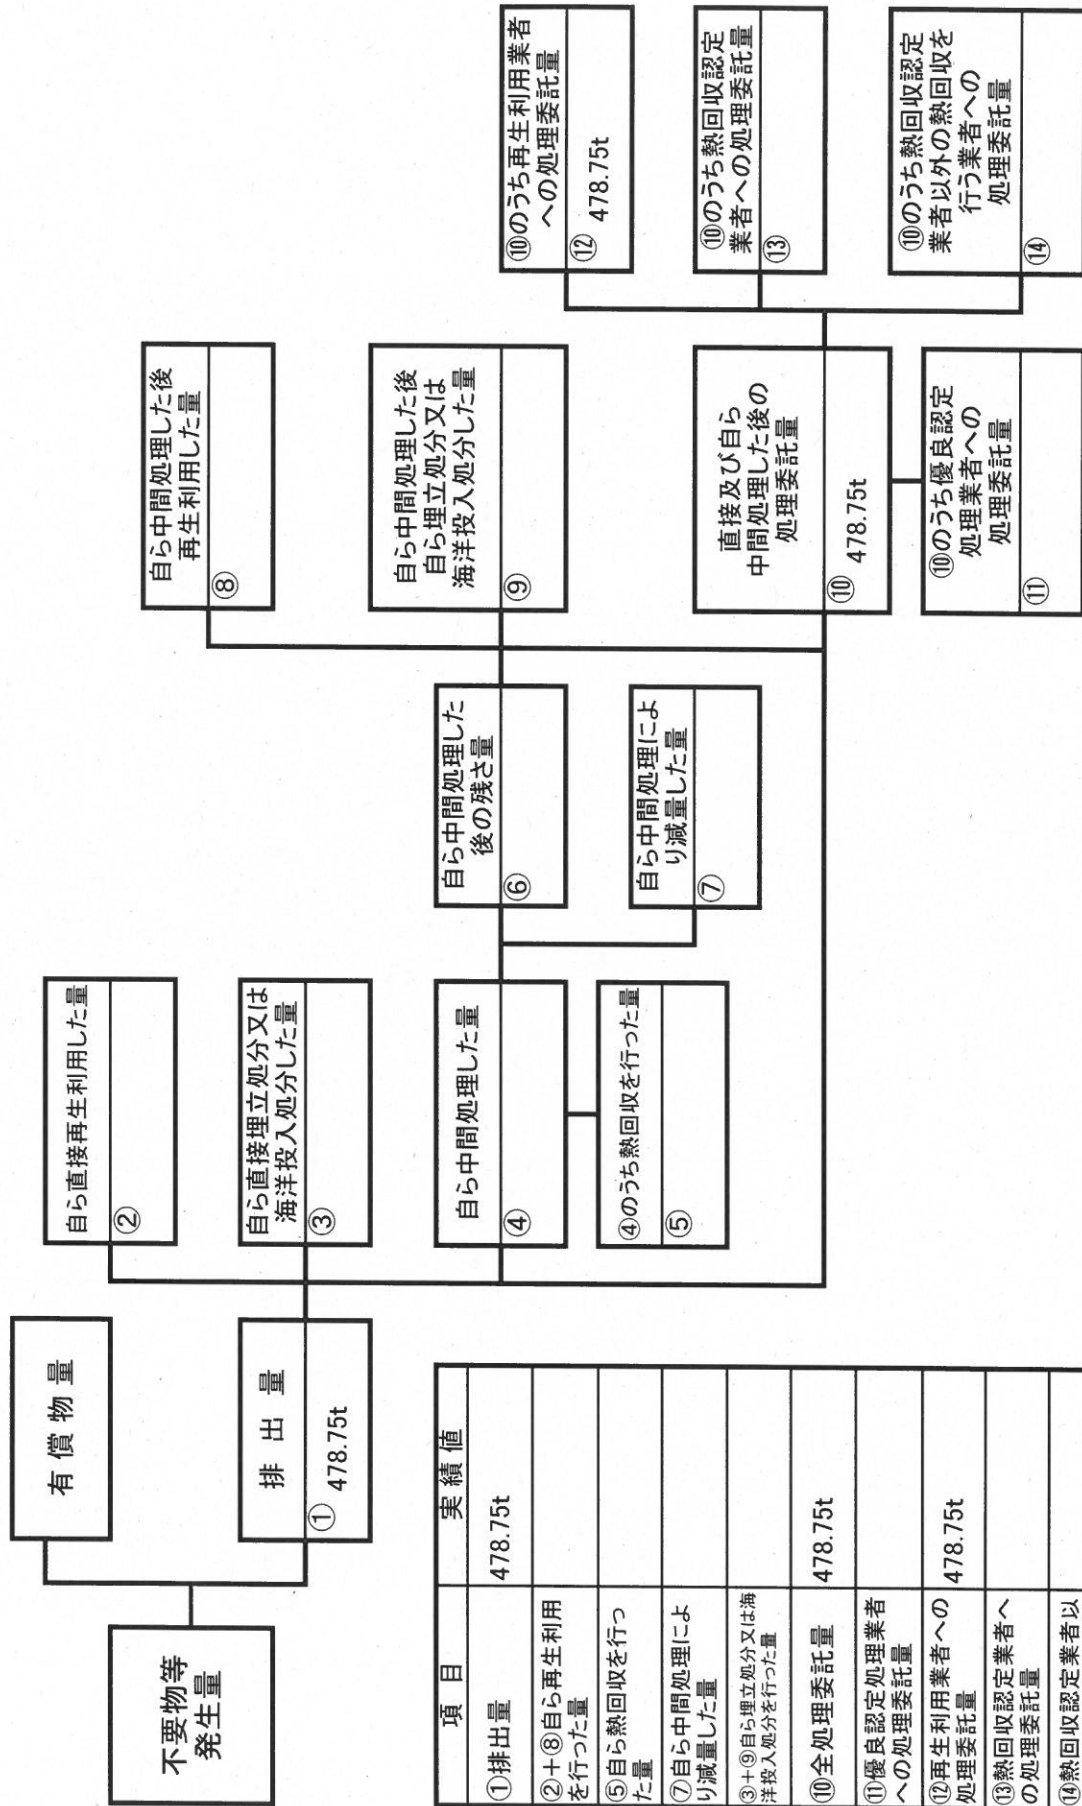 不要物等
発生量
有償物量
排出量
① 478.75t
自ら直接再生利用した量
②
自ら直接埋立処分又は
海洋投入処分した量
③
自ら中間処理した量
④
④のうち熱回収を行った量
⑤
自ら中間処理した
後の残さ量
⑥
自ら中間処理によ
り減量した量
⑦
自ら中間処理した後
再生利用した量
⑧
自ら中間処理した後
自ら埋立処分又は
海洋投入処分した量
⑨
直接及び自ら
中間処理した後の
処理委託量
⑩ 478.75t
⑩のうち優良認定
処理業者への
処理委託量
⑪
⑩のうち再生利用業者
への処理委託量
⑫ 478.75t
⑩のうち熱回収認定
業者への処理委託量
⑬
⑩のうち熱回収認定
業者以外の熱回収を
行う業者への
処理委託量
⑭
項目 実績値
①排出量 478.75t
②+⑧自ら再生利用
を行った量
⑤自ら熱回収を行っ
た量
⑦自ら中間処理によ
り減量した量
③+⑨自ら埋立処分又は海
洋投入処分を行った量
⑩全処理委託量 478.75t
⑪優良認定処理業者
への処理委託量
⑫再生利用業者への
処理委託量 478.75t
⑬熱回収認定業者へ
の処理委託量
⑭熱回収認定業者以